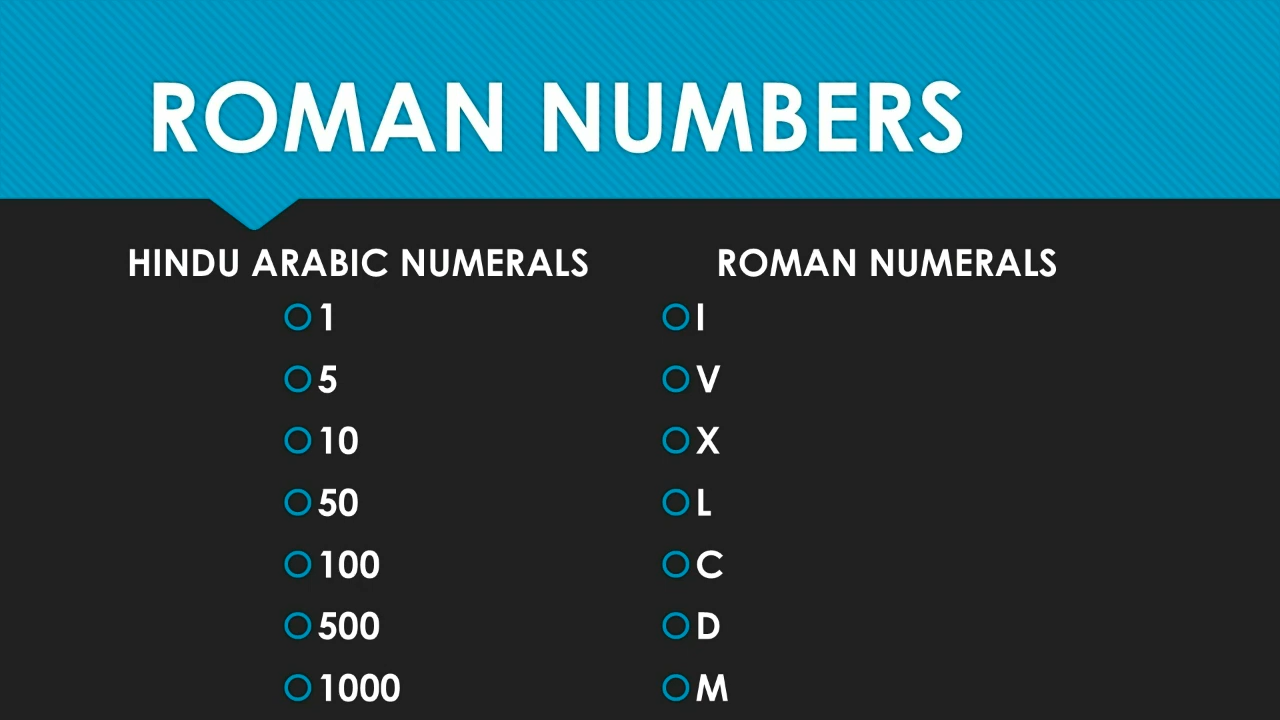 ROMAN NUMBERS
HINDU ARABIC NUMERALS ROMAN NUMERALS
1 I
5 V
10 X
50 L
100 C
500 D
1000 M